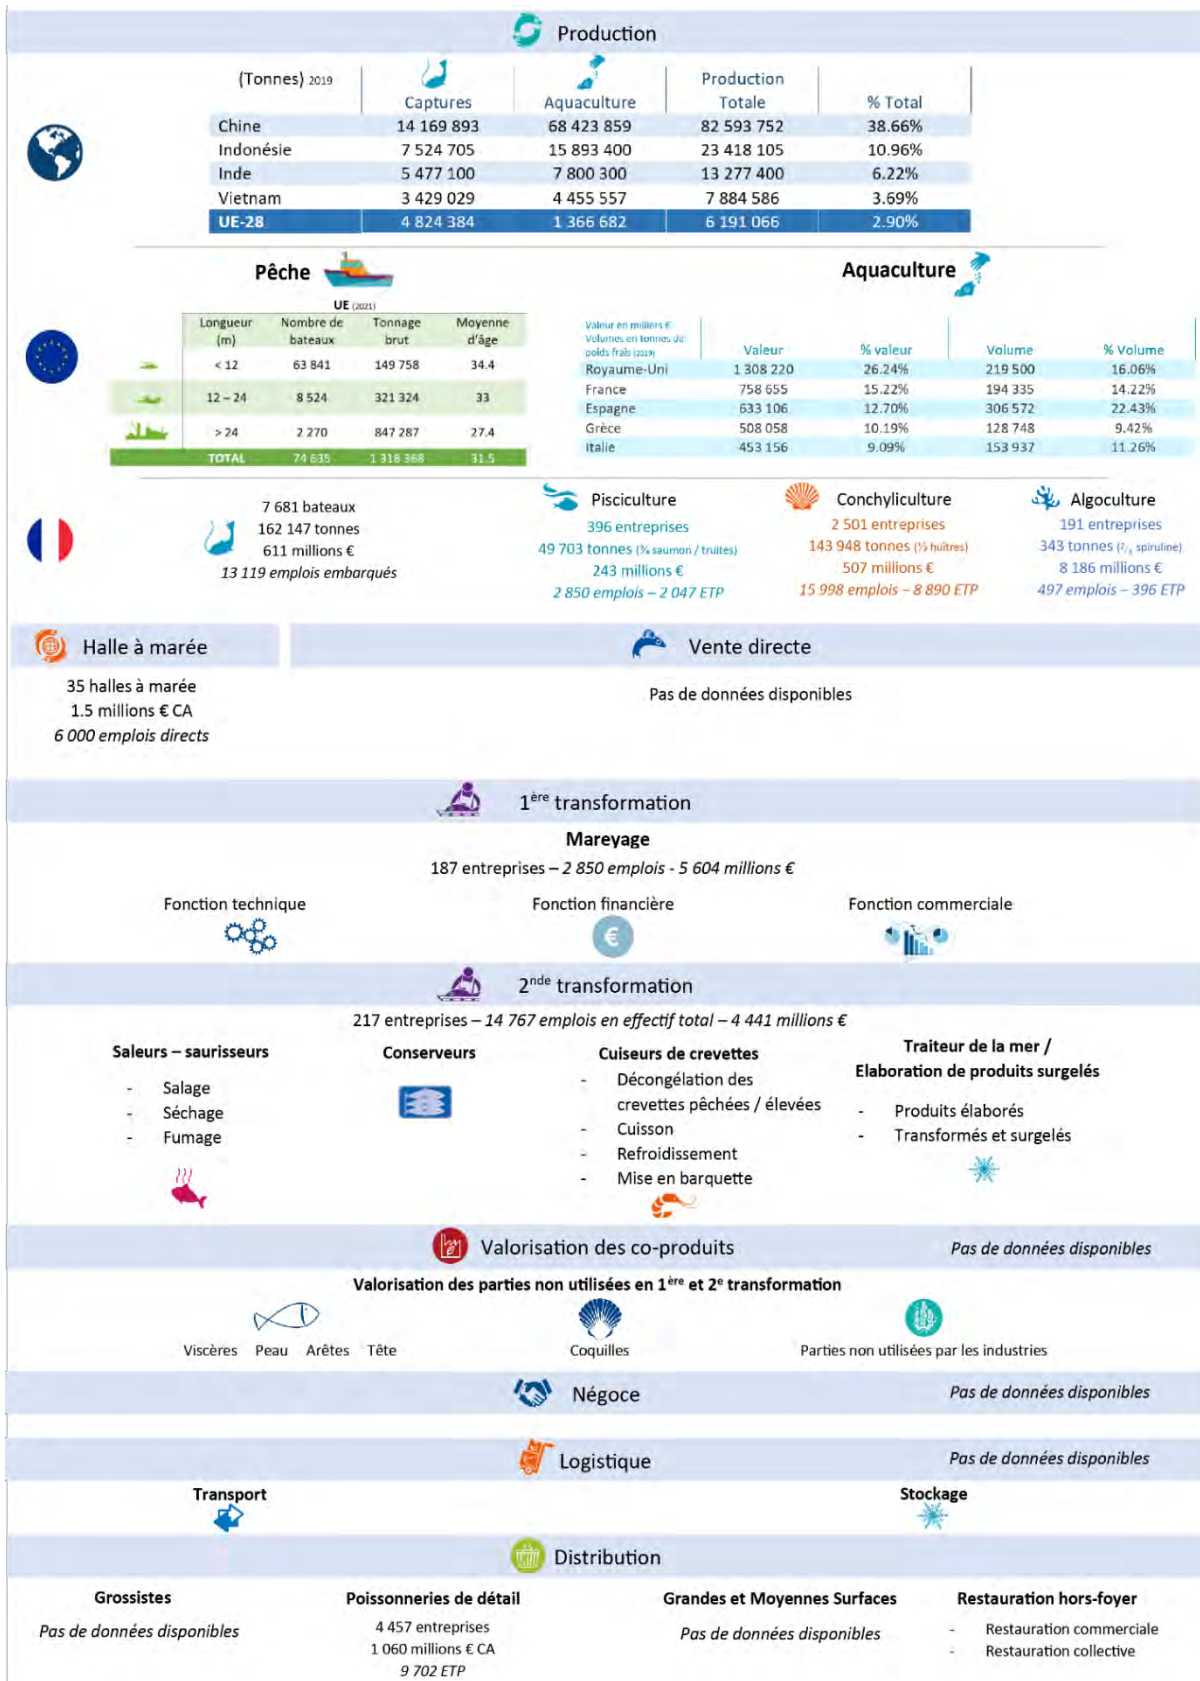 Production
(Tonnes) 2019 Captures Aquaculture Production Totale % Total
Chine 14 169 893 68 423 859 82 593 752 38.66%
Indonésie 7 524 705 15 893 400 23 418 105 10.96%
Inde 5 477 100 7 800 300 13 277 400 6.22%
Vietnam 3 429 029 4 455 557 7 884 586 3.69%
UE-28 4 824 384 1 366 682 6 191 066 2.90%
Pêche
UE (2021)
Longueur (m) Nombre de bateaux Tonnage brut Moyenne d'âge
< 12 63 841 149 758 34.4
12 – 24 8 524 321 324 33
> 24 2 270 847 287 27.4
TOTAL 74 635 1 318 368 31.5
Aquaculture
Valeur en milliers €
Volumes en tonnes de
poids frais (2019) Valeur % valeur Volume % Volume
Royaume-Uni 1 308 220 26.24% 219 500 16.06%
France 758 655 15.22% 194 335 14.22%
Espagne 633 106 12.70% 306 572 22.43%
Grèce 508 058 10.19% 128 748 9.42%
Italie 453 156 9.09% 153 937 11.26%
7 681 bateaux
162 147 tonnes
611 millions €
13 119 emplois embarqués
Pisciculture
396 entreprises
49 703 tonnes (¾ saumon / truites)
243 millions €
2 850 emplois – 2 047 ETP
Conchyliculture
2 501 entreprises
143 948 tonnes (⅔ huîtres)
507 millions €
15 998 emplois – 8 890 ETP
Algoculture
191 entreprises
343 tonnes ( spiruline)
8 186 millions €
497 emplois – 396 ETP
Halle à marée
35 halles à marée
1.5 millions € CA
6 000 emplois directs
Vente directe
Pas de données disponibles
1ère transformation
Mareyage
187 entreprises – 2 850 emplois - 5 604 millions €
Fonction technique
Fonction financière
€
Fonction commerciale
2nde transformation
217 entreprises – 14 767 emplois en effectif total – 4 441 millions €
Saleurs – saurisseurs
- Salage
- Séchage
- Fumage
Conserveurs
Cuiseurs de crevettes
- Décongélation des
crevettes pêchées / élevées
- Cuisson
- Refroidissement
- Mise en barquette
Traiteur de la mer /
Elaboration de produits surgelés
- Produits élaborés
- Transformés et surgelés
Valorisation des co-produits
Pas de données disponibles
Valorisation des parties non utilisées en 1ère et 2e transformation
Viscères Peau Arêtes Tête
Coquilles
Parties non utilisées par les industries
Négoce
Pas de données disponibles
Logistique
Pas de données disponibles
Transport
Stockage
Distribution
Grossistes
Pas de données disponibles
Poissonneries de détail
4 457 entreprises
1 060 millions € CA
9 702 ETP
Grandes et Moyennes Surfaces
Pas de données disponibles
Restauration hors-foyer
- Restauration commerciale
- Restauration collective